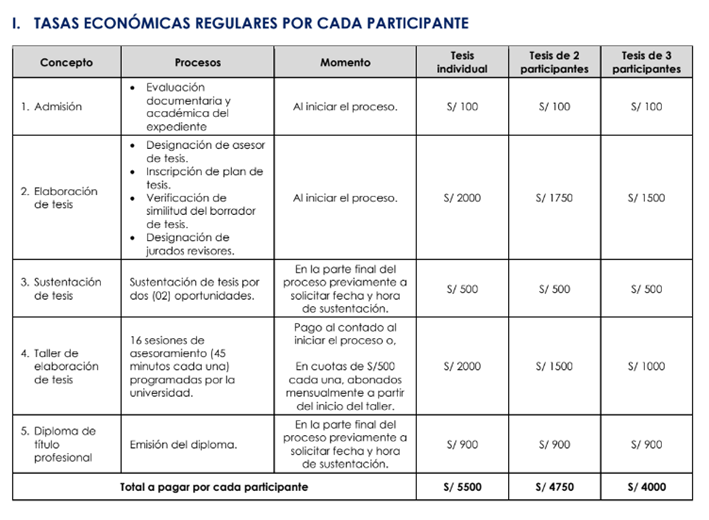 I. TASAS ECONÓMICAS REGULARES POR CADA PARTICIPANTE
Concepto
Procesos
Momento
Tesis
individual
Tesis de 2
participantes
Tesis de 3
participantes
1. Admisión
• Evaluación
documentaria y
académica del
expediente
Al iniciar el proceso.
S/ 100
S/ 100
S/ 100
2. Elaboración
de tesis
• Designación de asesor
de tesis.
• Inscripción de plan de
tesis.
• Verificación de
similitud del borrador
de tesis.
• Designación de
jurados revisores.
Al iniciar el proceso.
S/ 2000
S/ 1750
S/ 1500
3. Sustentación
de tesis
Sustentación de tesis por
dos (02) oportunidades.
En la parte final del
proceso previamente a
solicitar fecha y hora
de sustentación.
S/ 500
S/ 500
S/ 500
4. Taller de
elaboración
de tesis
16 sesiones de
asesoramiento (45
minutos cada una)
programadas por la
universidad.
Pago al contado al
iniciar el proceso o,
En cuotas de S/500
cada una, abonados
mensualmente a partir
del inicio del taller.
S/ 2000
S/ 1500
S/ 1000
5. Diploma de
título
profesional
Emisión del diploma.
En la parte final del
proceso previamente a
solicitar fecha y hora
de sustentación.
S/ 900
S/ 900
S/ 900
Total a pagar por cada participante
S/ 5500
S/ 4750
S/ 4000